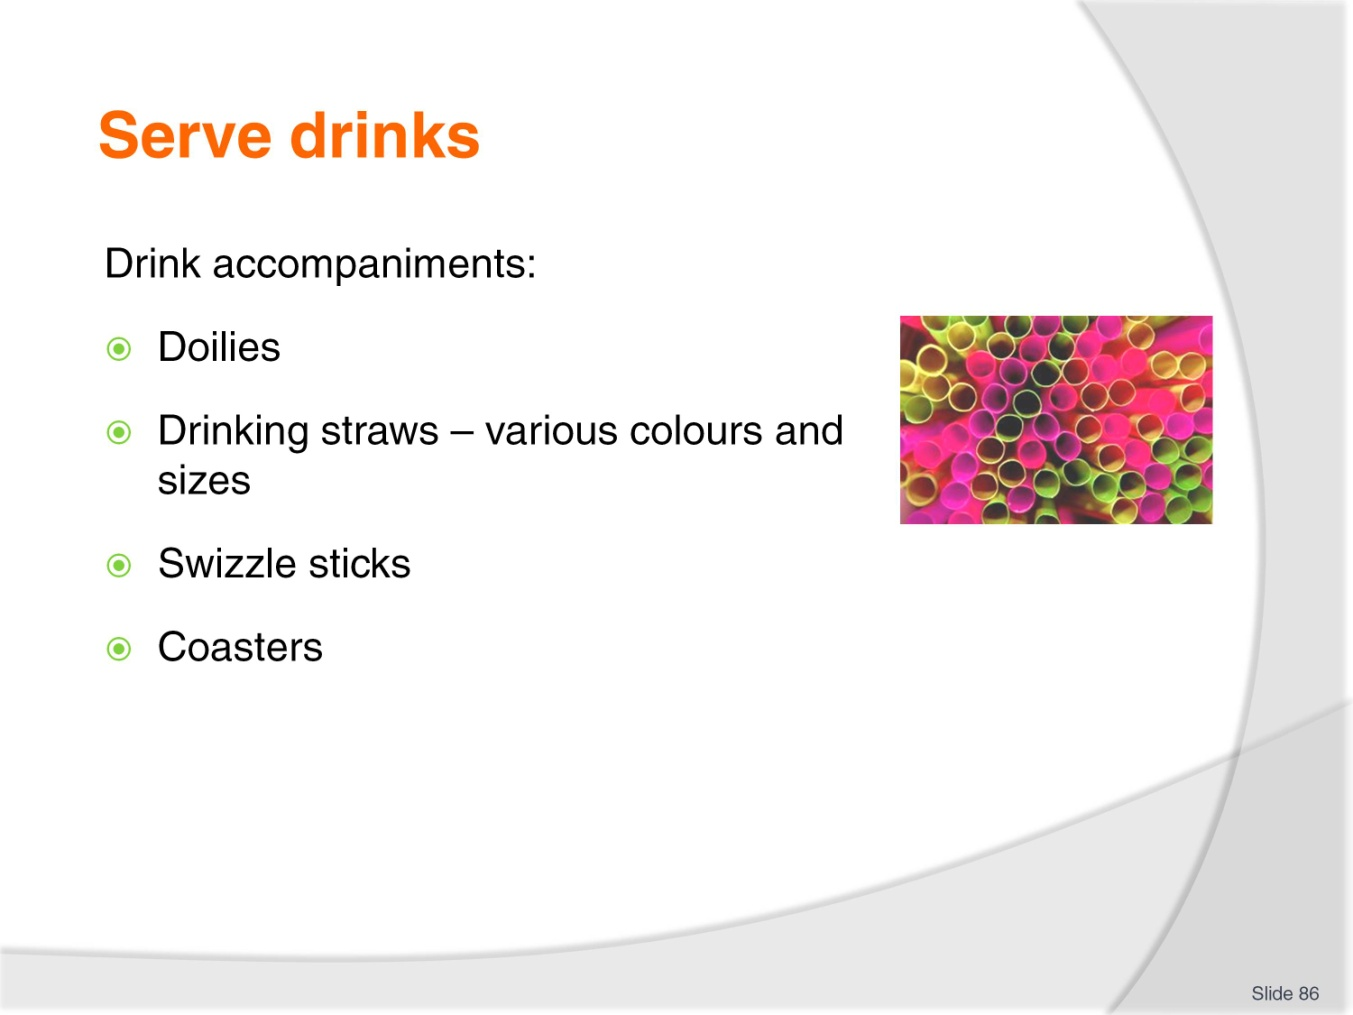 Serve drinks
Drink accompaniments:
Doilies
Drinking straws – various colours and
sizes
Swizzle sticks
Coasters
Slide 86